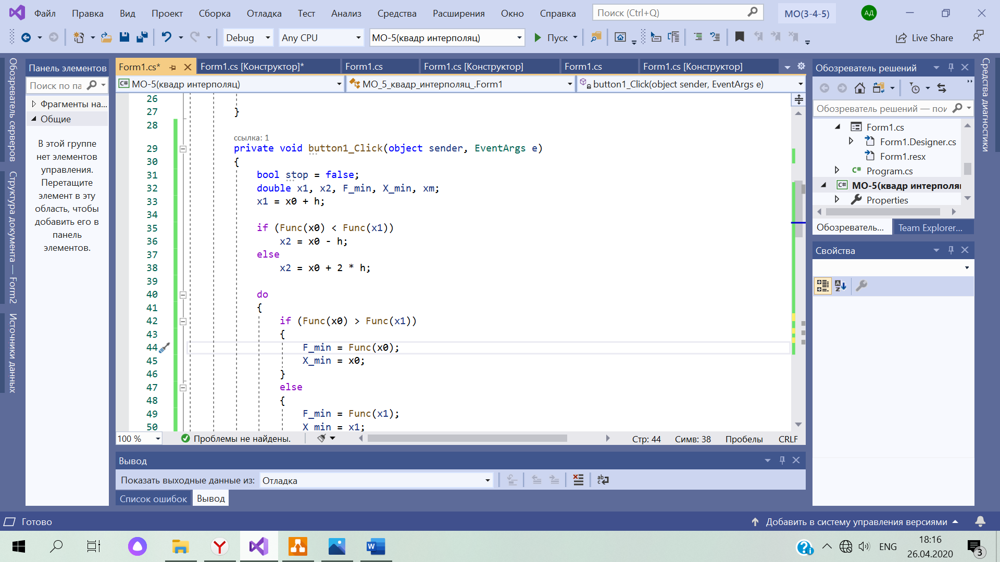 Файл Правка Вид Проект Сборка Отладка Тест Анализ Средства Расширения Окно Справка Поиск (Ctrl+Q) МО(3-4-5) АД
Debug Any CPU МО-5(квадр интерполяц) Пуск Live Share
Обозреватель серверов
Структура документа — Form2
Источники данных
Панель элементов
Поиск по па
Фрагменты на...
Общие
В этой группе
нет элементов
управления.
Перетащите
элемент в эту
область, чтобы
добавить его в
панель
элементов.
Form1.cs* Form1.cs [Конструктор]* Form1.cs Form1.cs [Конструктор] Form1.cs Form1.cs [Конструктор]
C# МО-5(квадр интерполяц) МО_5_квадр_интерполяц_.Form1 button1_Click(object sender, EventArgs e)
26
27 }
28
ссылка: 1
29 private void button1_Click(object sender, EventArgs e)
30 {
31 bool stop = false;
32 double x1, x2, F_min, X_min, xm;
33 x1 = x0 + h;
34
35 if (Func(x0) < Func(x1))
36 x2 = x0 - h;
37 else
38 x2 = x0 + 2 * h;
39
40 do
41 {
42 if (Func(x0) > Func(x1))
43 {
44 F_min = Func(x0);
45 X_min = x0;
46 }
47 else
48 {
49 F_min = Func(x1);
50 X_min = x1;
100 % Проблемы не найдены. Стр: 44 Симв: 38 Пробелы CRLF
Вывод
Показать выходные данные из: Отладка
Список ошибок Вывод
Обозреватель решений
Обозреватель решений — пои
Form1.cs
Form1.Designer.cs
Form1.resx
C# Program.cs
C# МО-5(квадр интерполя
Properties
Обозреватель... Team Explorer...
Свойства
Средства диагностики
Готово Добавить в систему управления версиями
ENG 18:16
26.04.2020
3